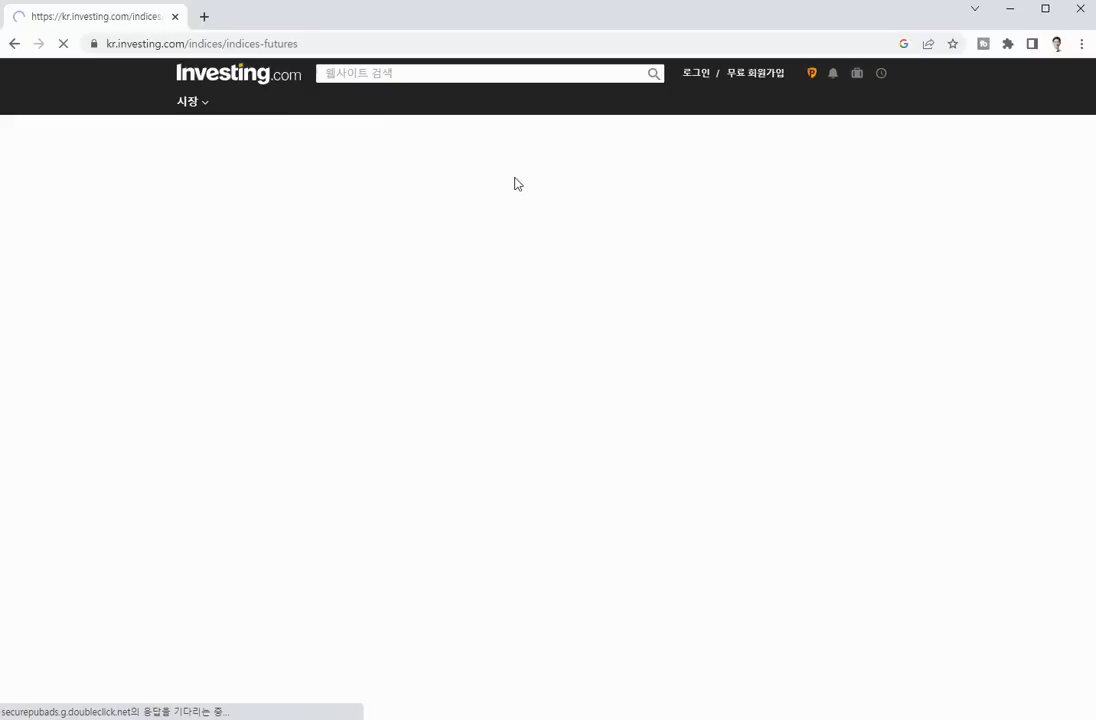 https://kr.investing.com/indices
kr.investing.com/indices/indices-futures
Investing.com
웹사이트 검색
로그인 / 무료 회원가입
시장
securepubads.g.doubleclick.net의 응답을 기다리는 중...